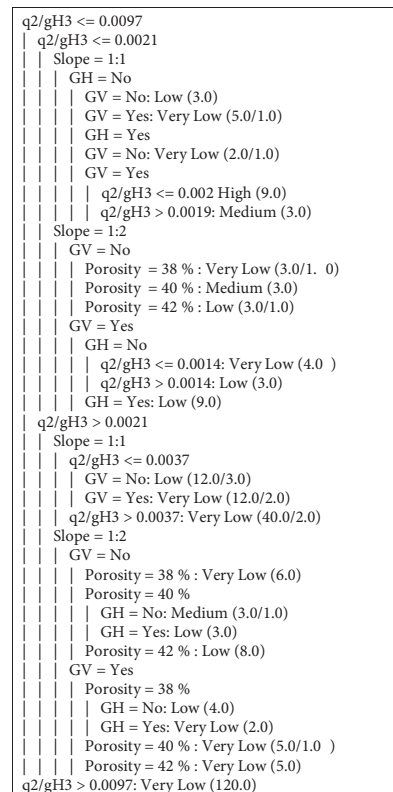 q2/gH3 <= 0.0097
| q2/gH3 <= 0.0021
| | Slope = 1:1
| | | GH = No
| | | | GV = No: Low (3.0)
| | | | GV = Yes: Very Low (5.0/1.0)
| | | | GH = Yes
| | | | GV = No: Very Low (2.0/1.0)
| | | | GV = Yes
| | | | | q2/gH3 <= 0.002 High (9.0)
| | | | | q2/gH3 > 0.0019: Medium (3.0)
| | Slope = 1:2
| | | GV = No
| | | | Porosity = 38 % : Very Low (3.0/1. 0)
| | | | Porosity = 40 % : Medium (3.0)
| | | | Porosity = 42 % : Low (3.0/1.0)
| | | GV = Yes
| | | | GH = No
| | | | | q2/gH3 <= 0.0014: Very Low (4.0 )
| | | | | q2/gH3 > 0.0014: Low (3.0)
| | | | GH = Yes: Low (9.0)
| q2/gH3 > 0.0021
| | Slope = 1:1
| | | q2/gH3 <= 0.0037
| | | | GV = No: Low (12.0/3.0)
| | | | GV = Yes: Very Low (12.0/2.0)
| | | q2/gH3 > 0.0037: Very Low (40.0/2.0)
| | Slope = 1:2
| | | GV = No
| | | | Porosity = 38 % : Very Low (6.0)
| | | | Porosity = 40 %
| | | | | GH = No: Medium (3.0/1.0)
| | | | | GH = Yes: Low (3.0)
| | | | Porosity = 42 % : Low (8.0)
| | | GV = Yes
| | | | Porosity = 38 %
| | | | | GH = No: Low (4.0)
| | | | | GH = Yes: Very Low (2.0)
| | | | Porosity = 40 % : Very Low (5.0/1.0 )
| | | | Porosity = 42 % : Very Low (5.0)
q2/gH3 > 0.0097: Very Low (120.0)